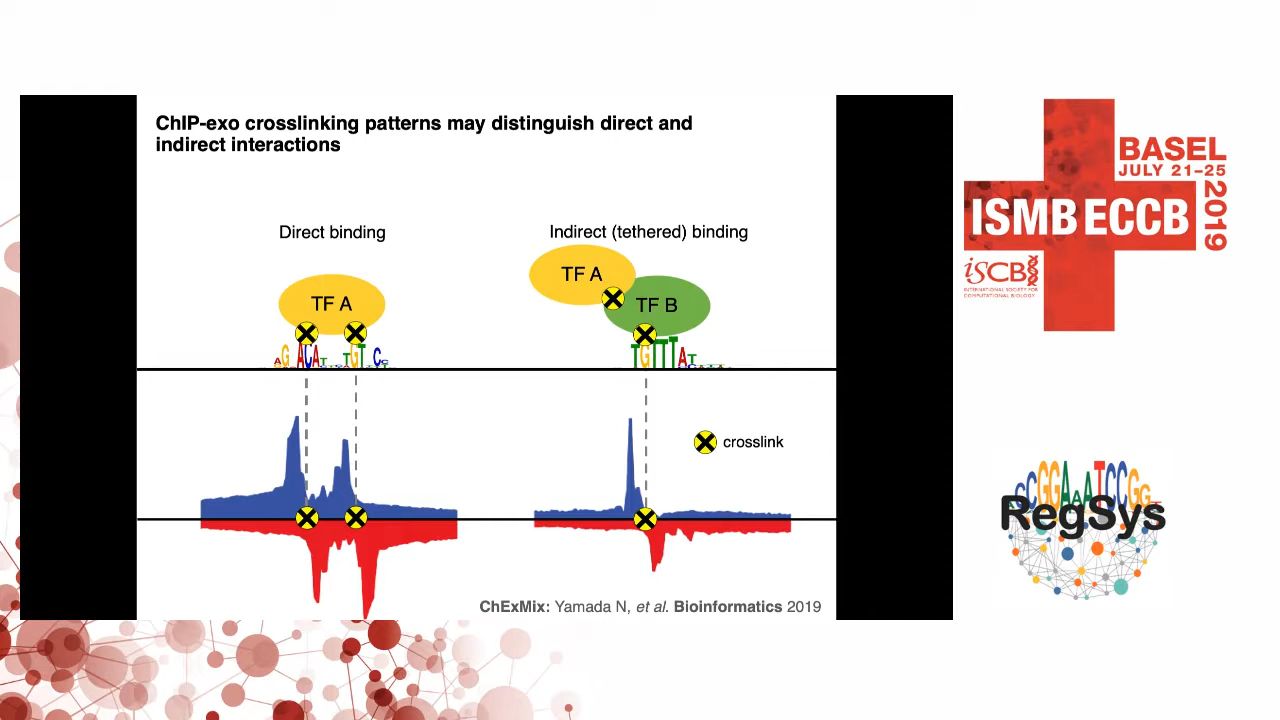 ChIP-exo crosslinking patterns may distinguish direct and
indirect interactions
Direct binding
Indirect (tethered) binding
TF A
TF A
TF B
crosslink
ChExMix: Yamada N, et al. Bioinformatics 2019
BASEL
JULY 21–25
2019
ISMB ECCB
iSCB
INTERNATIONAL SOCIETY FOR
COMPUTATIONAL BIOLOGY
RegSys